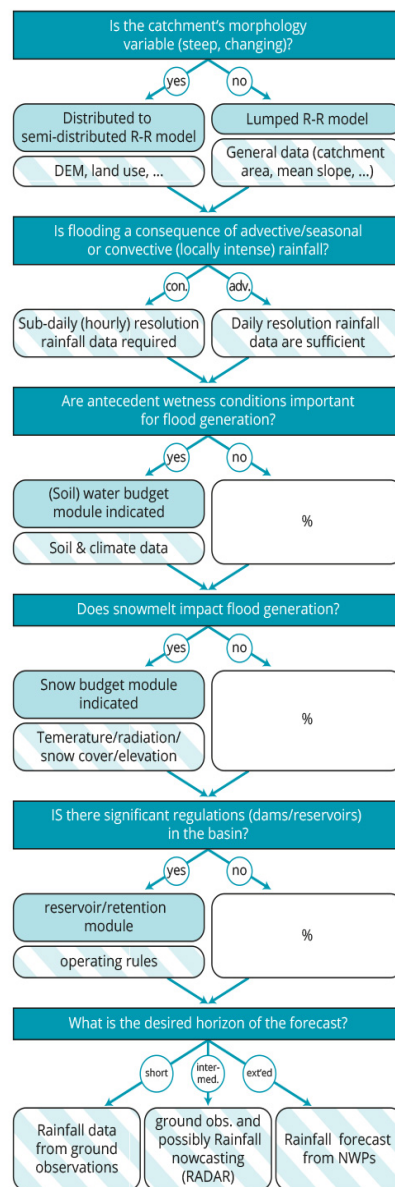 Is the catchment's morphology
variable (steep, changing)?
yes
no
Distributed to
semi-distributed R-R model
DEM, land use, ...
Lumped R-R model
General data (catchment
area, mean slope, ...)
Is flooding a consequence of advective/seasonal
or convective (locally intense) rainfall?
con.
adv.
Sub-daily (hourly) resolution
rainfall data required
Daily resolution rainfall
data are sufficient
Are antecedent wetness conditions important
for flood generation?
yes
no
(Soil) water budget
module indicated
Soil & climate data
%
Does snowmelt impact flood generation?
yes
no
Snow budget module
indicated
Temerature/radiation/
snow cover/elevation
%
IS there significant regulations (dams/reservoirs)
in the basin?
yes
no
reservoir/retention
module
operating rules
%
What is the desired horizon of the forecast?
short
inter-
med.
ext'ed
Rainfall data
from ground
observations
ground obs. and
possibly Rainfall
nowcasting
(RADAR)
Rainfall forecast
from NWPs